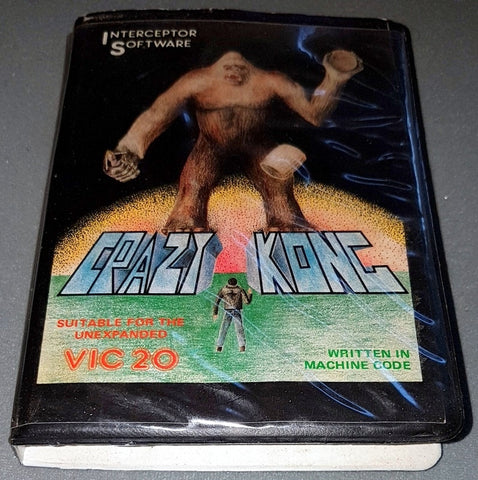 INTERCEPTOR
SOFTWARE
CRAZY KONG
SUITABLE FOR THE
UNEXPANDED
VIC 20
WRITTEN IN
MACHINE CODE